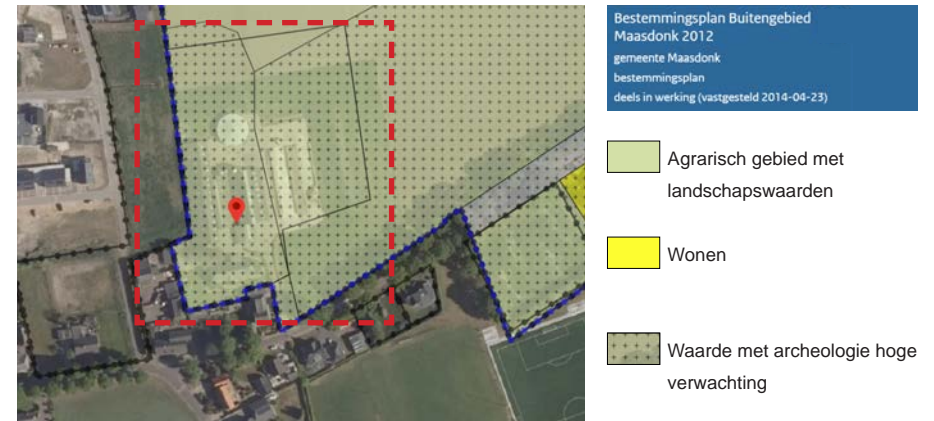 Bestemmingsplan Buitengebied
Maasdonk 2012
gemeente Maasdonk
bestemmingsplan
deels in werking (vastgesteld 2014-04-23)
Agrarisch gebied met
landschapswaarden
Wonen
Waarde met archeologie hoge
verwachting